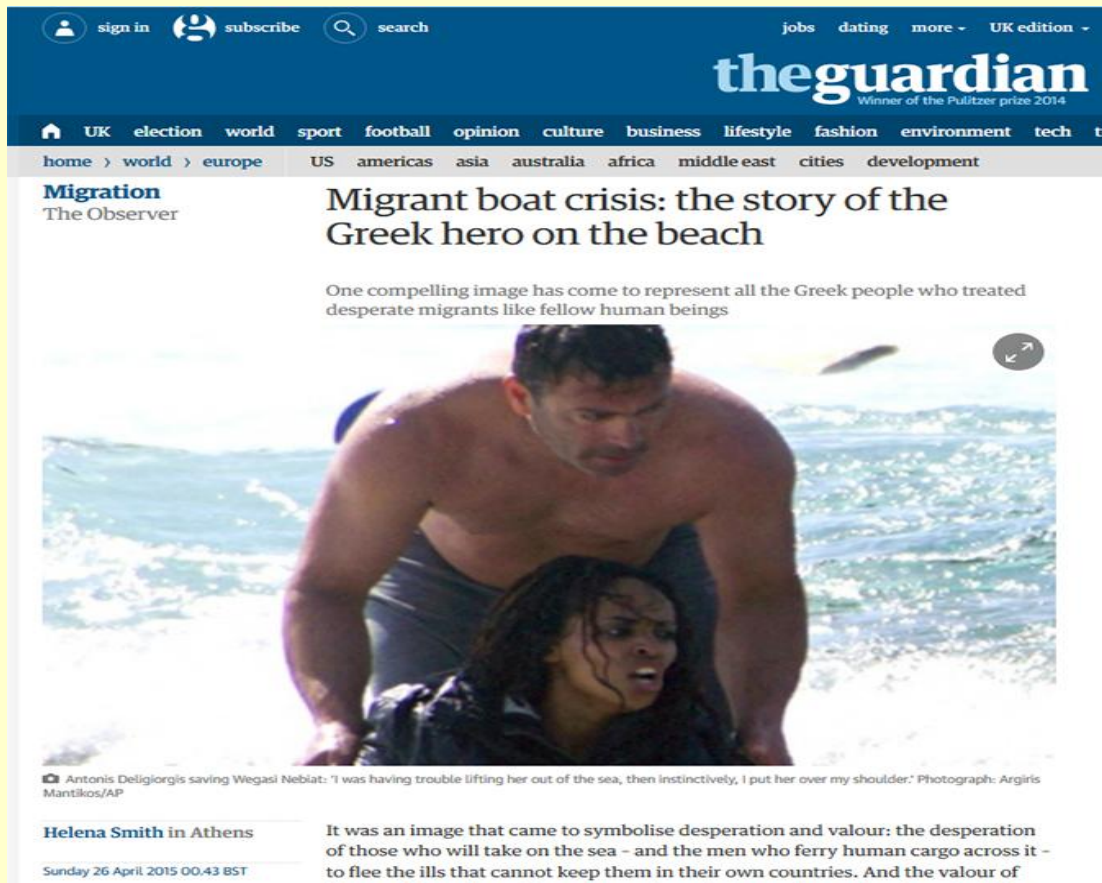 sign in subscribe search jobs dating more UK edition
theguardian
Winner of the Pulitzer prize 2014
UK election world sport football opinion culture business lifestyle fashion environment tech t
home > world > europe US americas asia australia africa middle east cities development
Migration
The Observer
Migrant boat crisis: the story of the
Greek hero on the beach
One compelling image has come to represent all the Greek people who treated
desperate migrants like fellow human beings
Antonis Deligiorgis saving Wegasi Nebiat: 'I was having trouble lifting her out of the sea, then instinctively, I put her over my shoulder.' Photograph: Argiris
Mantikos/AP
Helena Smith in Athens
Sunday 26 April 2015 00.43 BST
It was an image that came to symbolise desperation and valour: the desperation
of those who will take on the sea – and the men who ferry human cargo across it –
to flee the ills that cannot keep them in their own countries. And the valour of